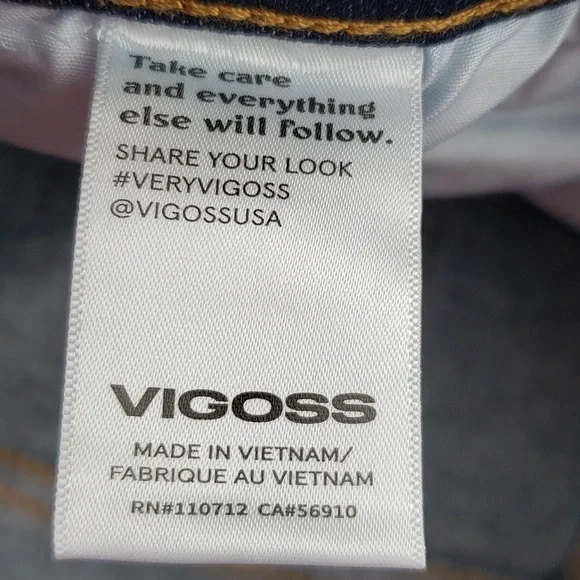 Take care
and everything
else will follow.
SHARE YOUR LOOK
#VERYVIGOSS
@VIGOSSUSA
VIGOSS
MADE IN VIETNAM/
FABRIQUE AU VIETNAM
RN#110712 CA#56910